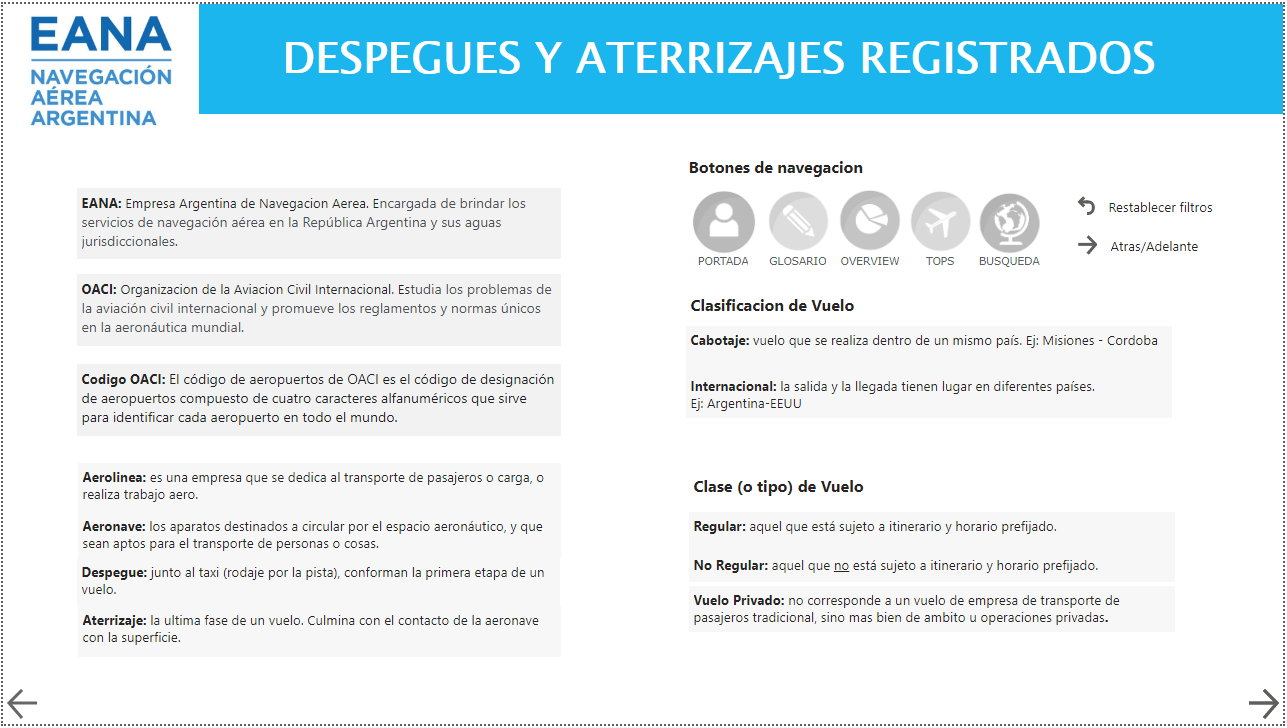 EANA
NAVEGACIÓN
AÉREA
ARGENTINA
DESPEGUES Y ATERRIZAJES REGISTRADOS
EANA: Empresa Argentina de Navegacion Aerea. Encargada de brindar los
servicios de navegación aérea en la República Argentina y sus aguas
jurisdiccionales.
OACI: Organizacion de la Aviacion Civil Internacional. Estudia los problemas de
la aviación civil internacional y promueve los reglamentos y normas únicos
en la aeronáutica mundial.
Codigo OACI: El código de aeropuertos de OACI es el código de designación
de aeropuertos compuesto de cuatro caracteres alfanuméricos que sirve
para identificar cada aeropuerto en todo el mundo.
Aerolinea: es una empresa que se dedica al transporte de pasajeros o carga, o
realiza trabajo aero.
Aeronave: los aparatos destinados a circular por el espacio aeronáutico, y que
sean aptos para el transporte de personas o cosas.
Despegue: junto al taxi (rodaje por la pista), conforman la primera etapa de un
vuelo.
Aterrizaje: la ultima fase de un vuelo. Culmina con el contacto de la aeronave
con la superficie.
Botones de navegacion
PORTADA
GLOSARIO
OVERVIEW
TOPS
BUSQUEDA
Restablecer filtros
Atras/Adelante
Clasificacion de Vuelo
Cabotaje: vuelo que se realiza dentro de un mismo país. Ej: Misiones - Cordoba
Internacional: la salida y la llegada tienen lugar en diferentes países.
Ej: Argentina-EEUU
Clase (o tipo) de Vuelo
Regular: aquel que está sujeto a itinerario y horario prefijado.
No Regular: aquel que no está sujeto a itinerario y horario prefijado.
Vuelo Privado: no corresponde a un vuelo de empresa de transporte de
pasajeros tradicional, sino mas bien de ambito u operaciones privadas.